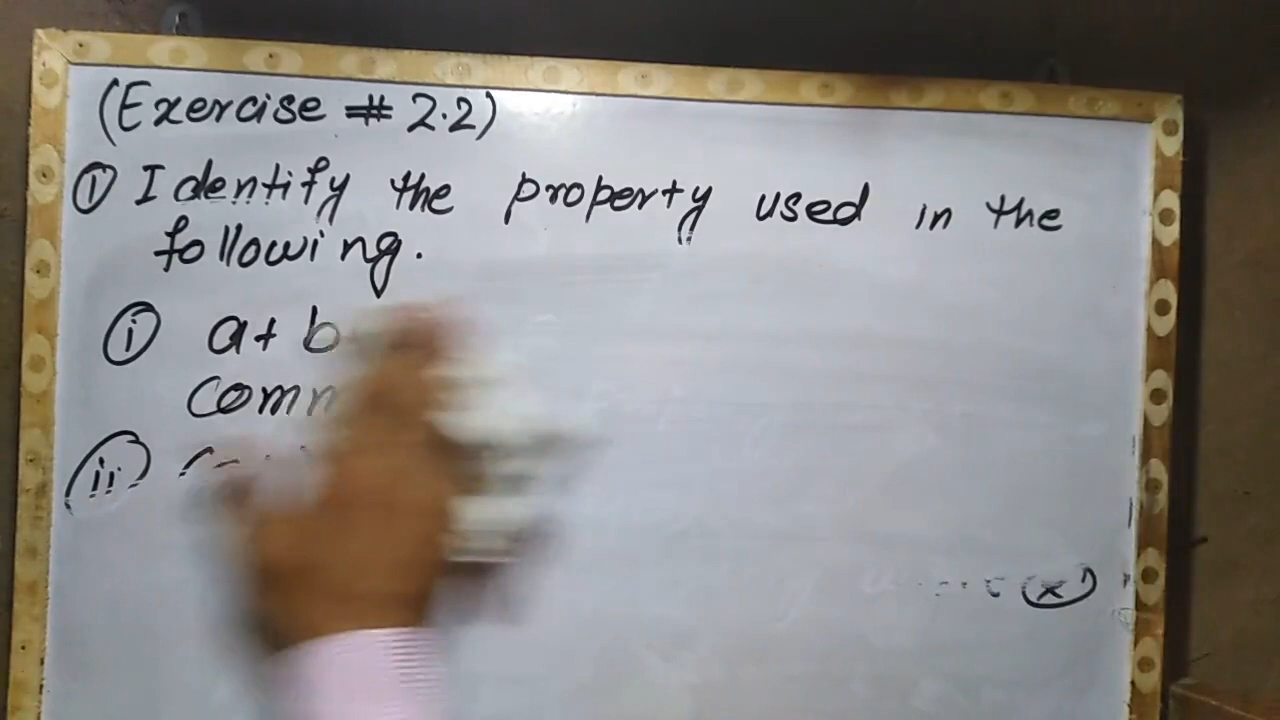 (Exercise # 2.2)
① Identify the property used in the
following.
ⓘ a + b
comm
ⓘⓘ
(x)